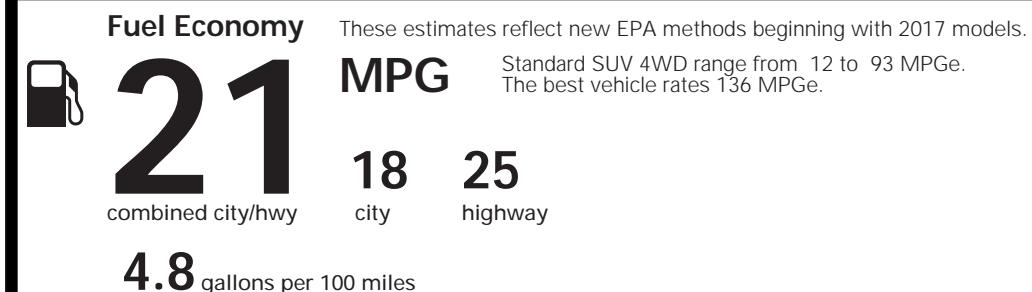 Fuel Economy These estimates reflect new EPA methods beginning with 2017 models.
21 MPG Standard SUV 4WD range from 12 to 93 MPGe.
The best vehicle rates 136 MPGe.
18 25
combined city/hwy city highway
4.8 gallons per 100 miles